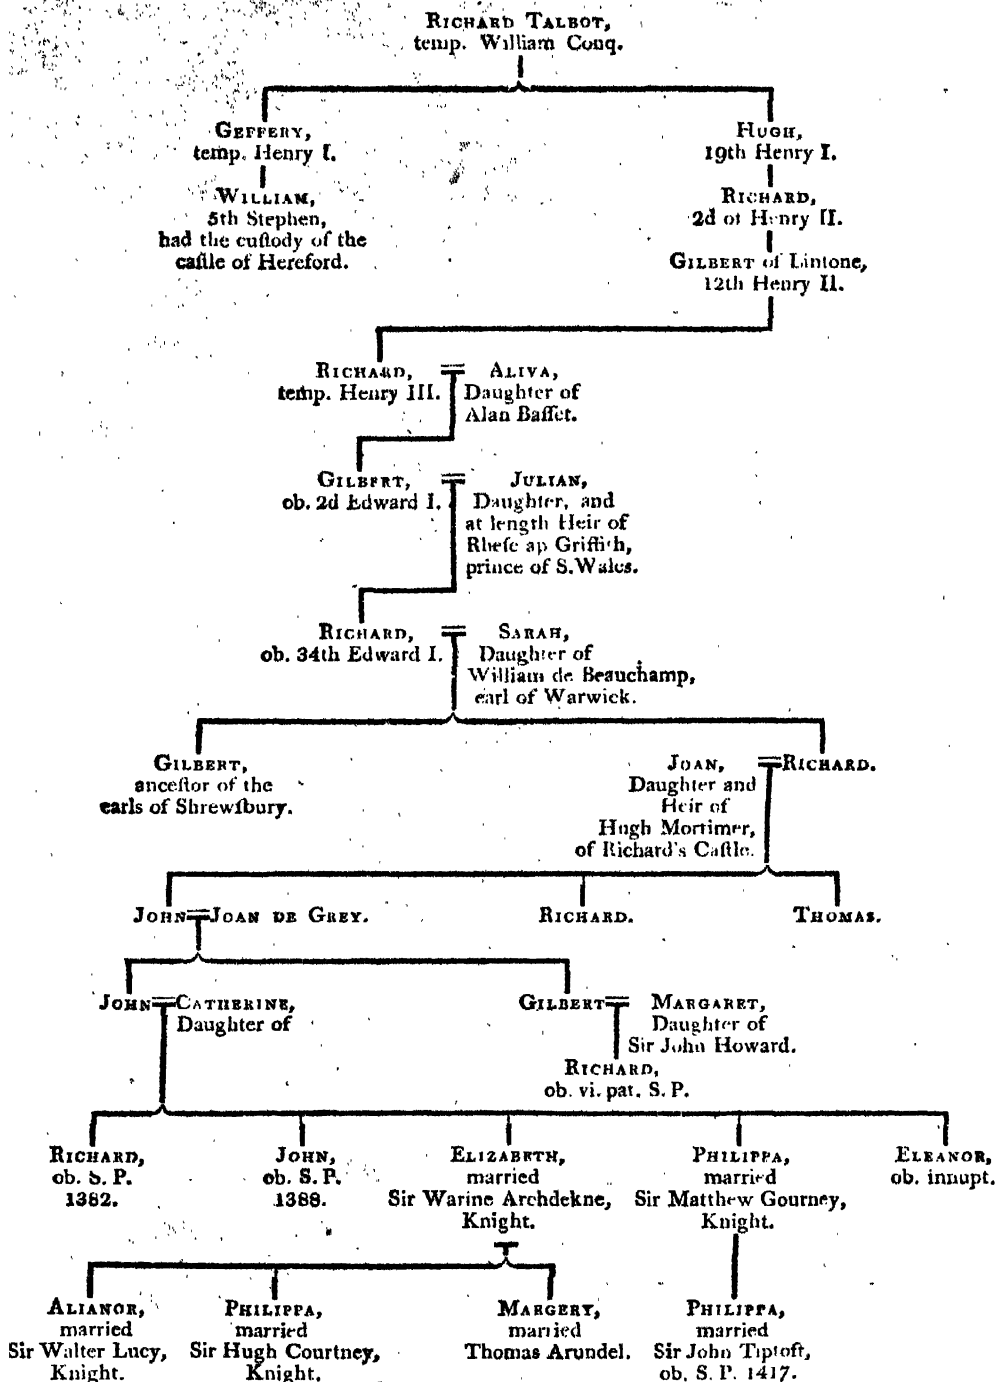 RICHARD TALBOT,
temp. William Conq.
GEFFERY,
temp. Henry I.
HUGH,
19th Henry I.
WILLIAM,
5th Stephen,
had the cuſtody of the
caſtle of Hereford.
RICHARD,
2d of Henry II.
GILBERT of Lintone,
12th Henry II.
RICHARD,
temp. Henry III.
ALIVA,
Daughter of
Alan Baſſet.
GILBERT,
ob. 2d Edward I.
JULIAN,
Daughter, and
at length Heir of
Rheſe ap Griffith,
prince of S. Wales.
RICHARD,
ob. 34th Edward I.
SARAH,
Daughter of
William de Beauchamp,
earl of Warwick.
GILBERT,
anceſtor of the
earls of Shrewſbury.
JOAN,
Daughter and
Heir of
Hugh Mortimer,
of Richard's Caſtle.
RICHARD.
JOHN JOAN DE GREY.
RICHARD.
THOMAS.
JOHN CATHERINE,
Daughter of
GILBERT MARGARET,
Daughter of
Sir John Howard.
RICHARD,
ob. vi. pat. S. P.
RICHARD,
ob. S. P.
1382.
JOHN,
ob. S. P.
1388.
ELIZABETH,
married
Sir Warine Archdekne,
Knight.
PHILIPPA,
married
Sir Matthew Gourney,
Knight.
ELEANOR,
ob. innupt.
ALIANOR,
married
Sir Walter Lucy,
Knight.
PHILIPPA,
married
Sir Hugh Courtney,
Knight.
MARGERY,
married
Thomas Arundel.
PHILIPPA,
married
Sir John Tiptoft,
ob. S. P. 1417.